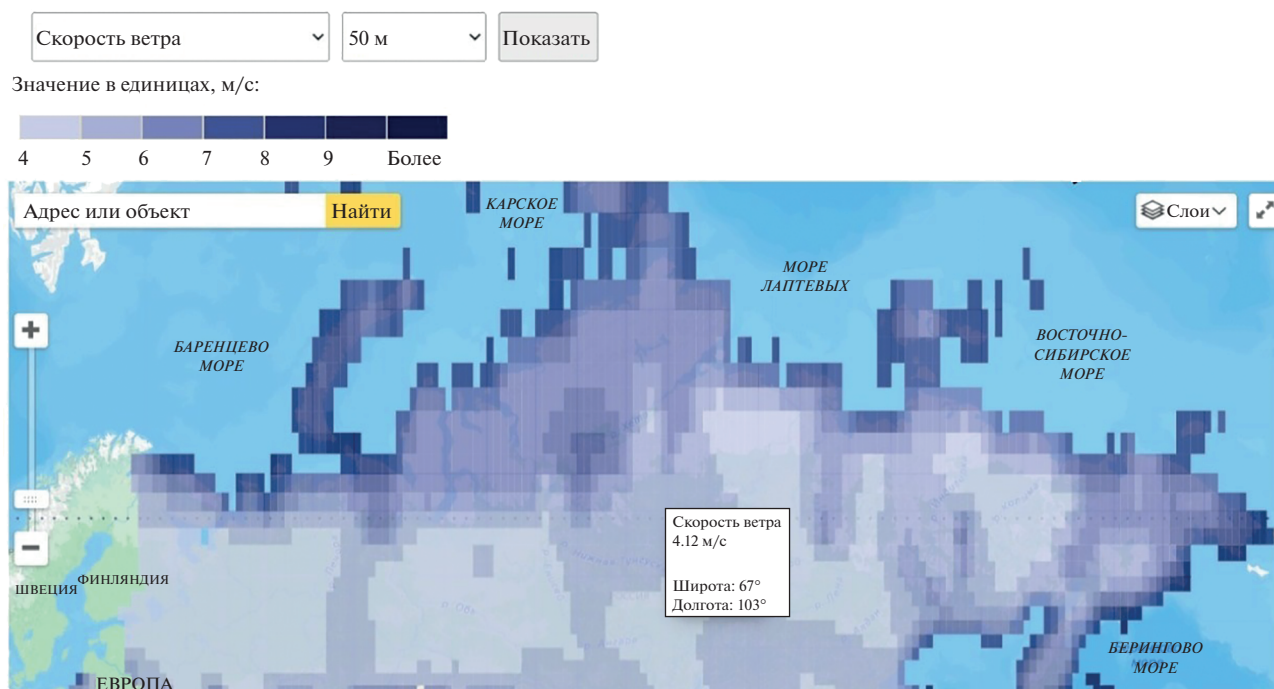 Скорость ветра
50 м
Показать
Значение в единицах, м/с:
4 5 6 7 8 9 Более
Адрес или объект
Найти
КАРСКОЕ
МОРЕ
Слои
МОРЕ
ЛАПТЕВЫХ
БАРЕНЦЕВО
МОРЕ
ВОСТОЧНО-
СИБИРСКОЕ
МОРЕ
Скорость ветра
4.12 м/с
Широта: 67°
Долгота: 103°
ШВЕЦИЯ
ФИНЛЯНДИЯ
БЕРИНГОВО
МОРЕ
ЕВРОПА